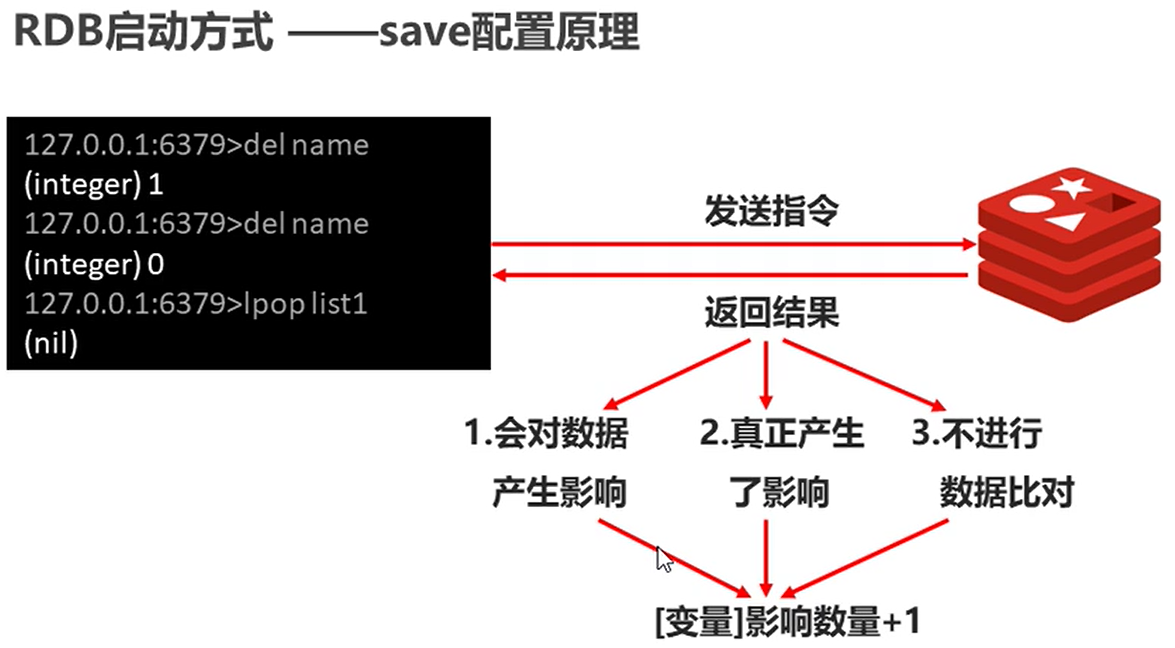 RDB启动方式 ——save配置原理
127.0.0.1:6379>del name
(integer) 1
127.0.0.1:6379>del name
(integer) 0
127.0.0.1:6379>lpop list1
(nil)
发送指令
返回结果
1.会对数据
产生影响
2.真正产生
了影响
3.不进行
数据比对
[变量]影响数量+1